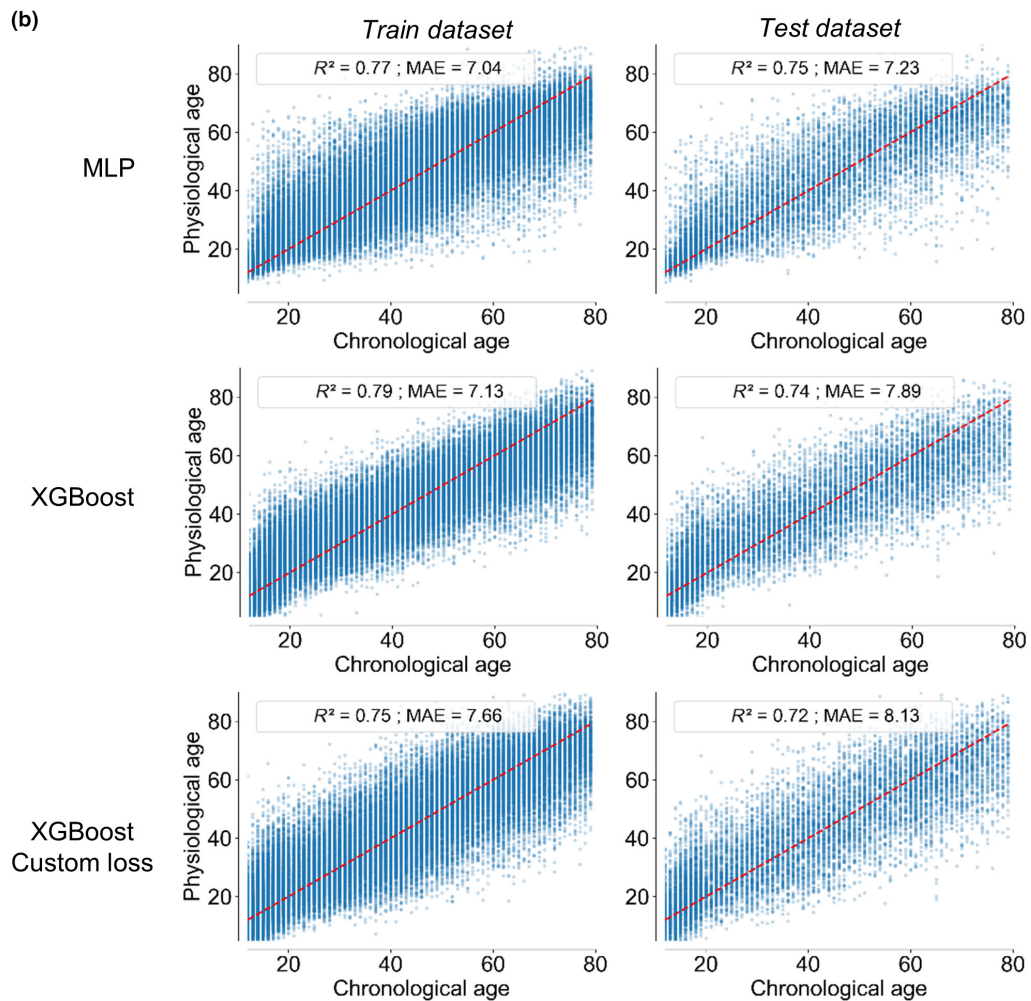 (b)
Train dataset
Test dataset
MLP
Physiological age
80
60
40
20
R² = 0.77 ; MAE = 7.04
20 40 60 80
Chronological age
80
60
40
20
R² = 0.75 ; MAE = 7.23
20 40 60 80
Chronological age
XGBoost
Physiological age
80
60
40
20
R² = 0.79 ; MAE = 7.13
20 40 60 80
Chronological age
80
60
40
20
R² = 0.74 ; MAE = 7.89
20 40 60 80
Chronological age
XGBoost
Custom loss
Physiological age
80
60
40
20
R² = 0.75 ; MAE = 7.66
20 40 60 80
Chronological age
80
60
40
20
R² = 0.72 ; MAE = 8.13
20 40 60 80
Chronological age